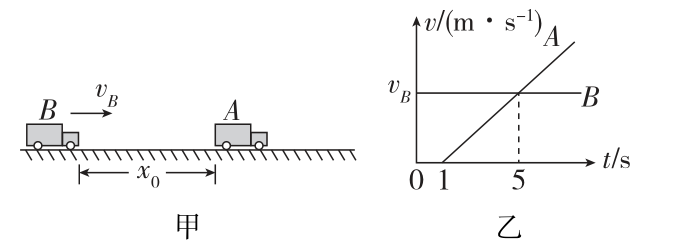 B v_B A
x_0
甲
v/(m · s⁻¹) A
v_B B
t/s
0 1 5
乙